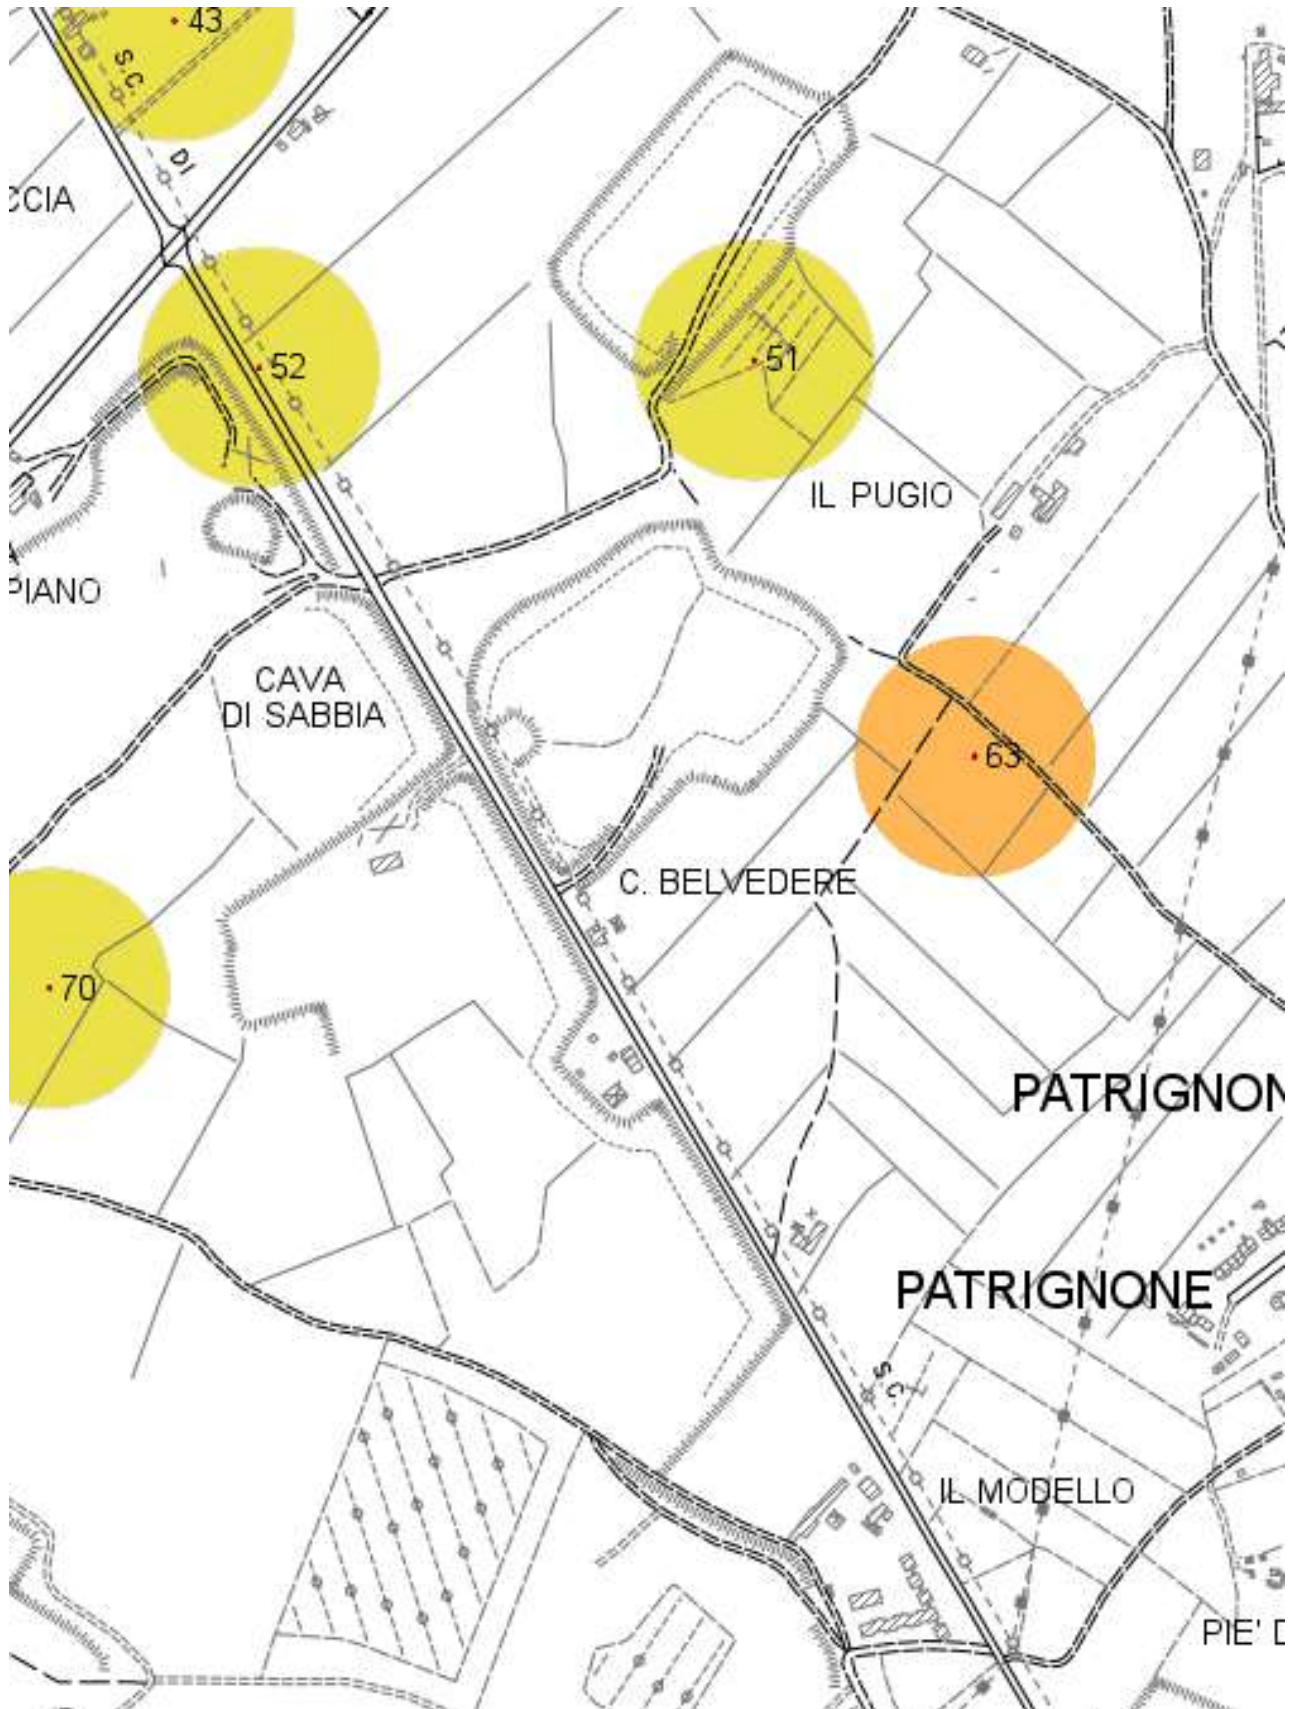 43
S.C.
DI
CCIA
52
51
IL PUGIO
PIANO
CAVA
DI SABBIA
63
C. BELVEDERE
70
PATRIGNON
PATRIGNONE
S.C.
IL MODELLO
PIE' D